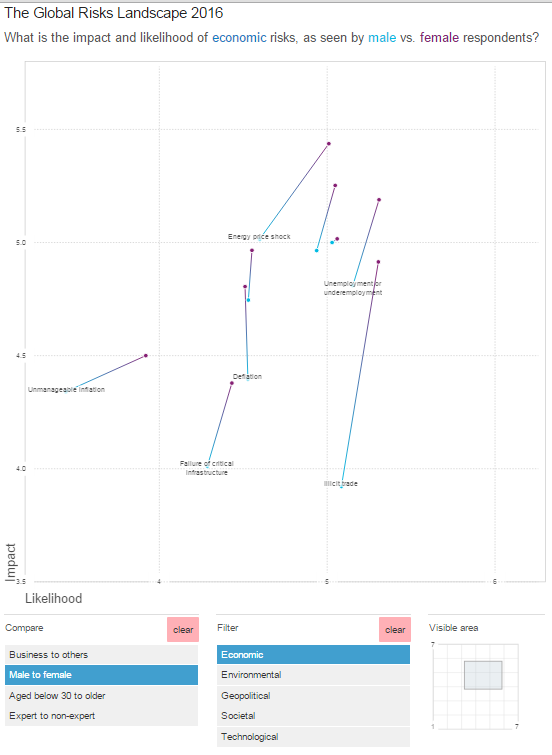 The Global Risks Landscape 2016
What is the impact and likelihood of economic risks, as seen by male vs. female respondents?
5.5
Energy price shock
5.0
Unemployment or
underemployment
4.5
Deflation
Unmanageable inflation
Failure of critical
infrastructure
4.0
Illicit trade
Impact
3.5
4
5
6
Likelihood
Compare
clear
Business to others
Male to female
Aged below 30 to older
Expert to non-expert
Filter
clear
Economic
Environmental
Geopolitical
Societal
Technological
Visible area
7
1
7